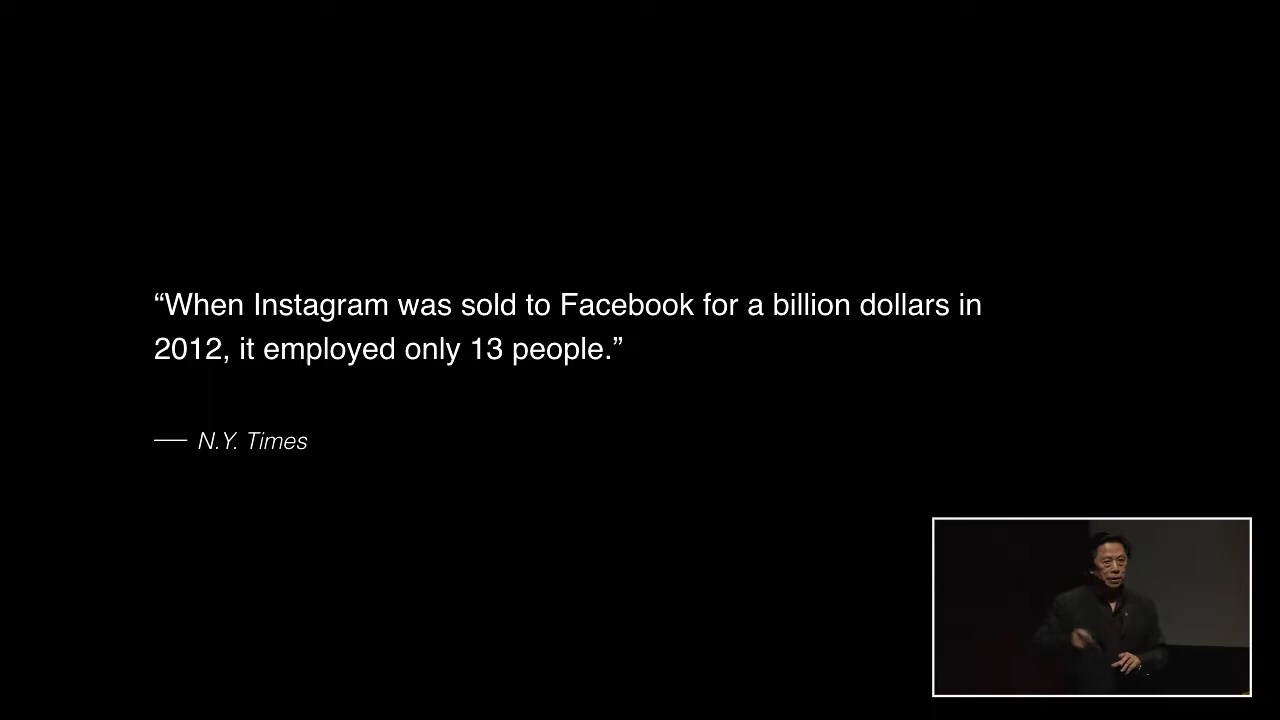 “When Instagram was sold to Facebook for a billion dollars in
2012, it employed only 13 people.”
— N.Y. Times